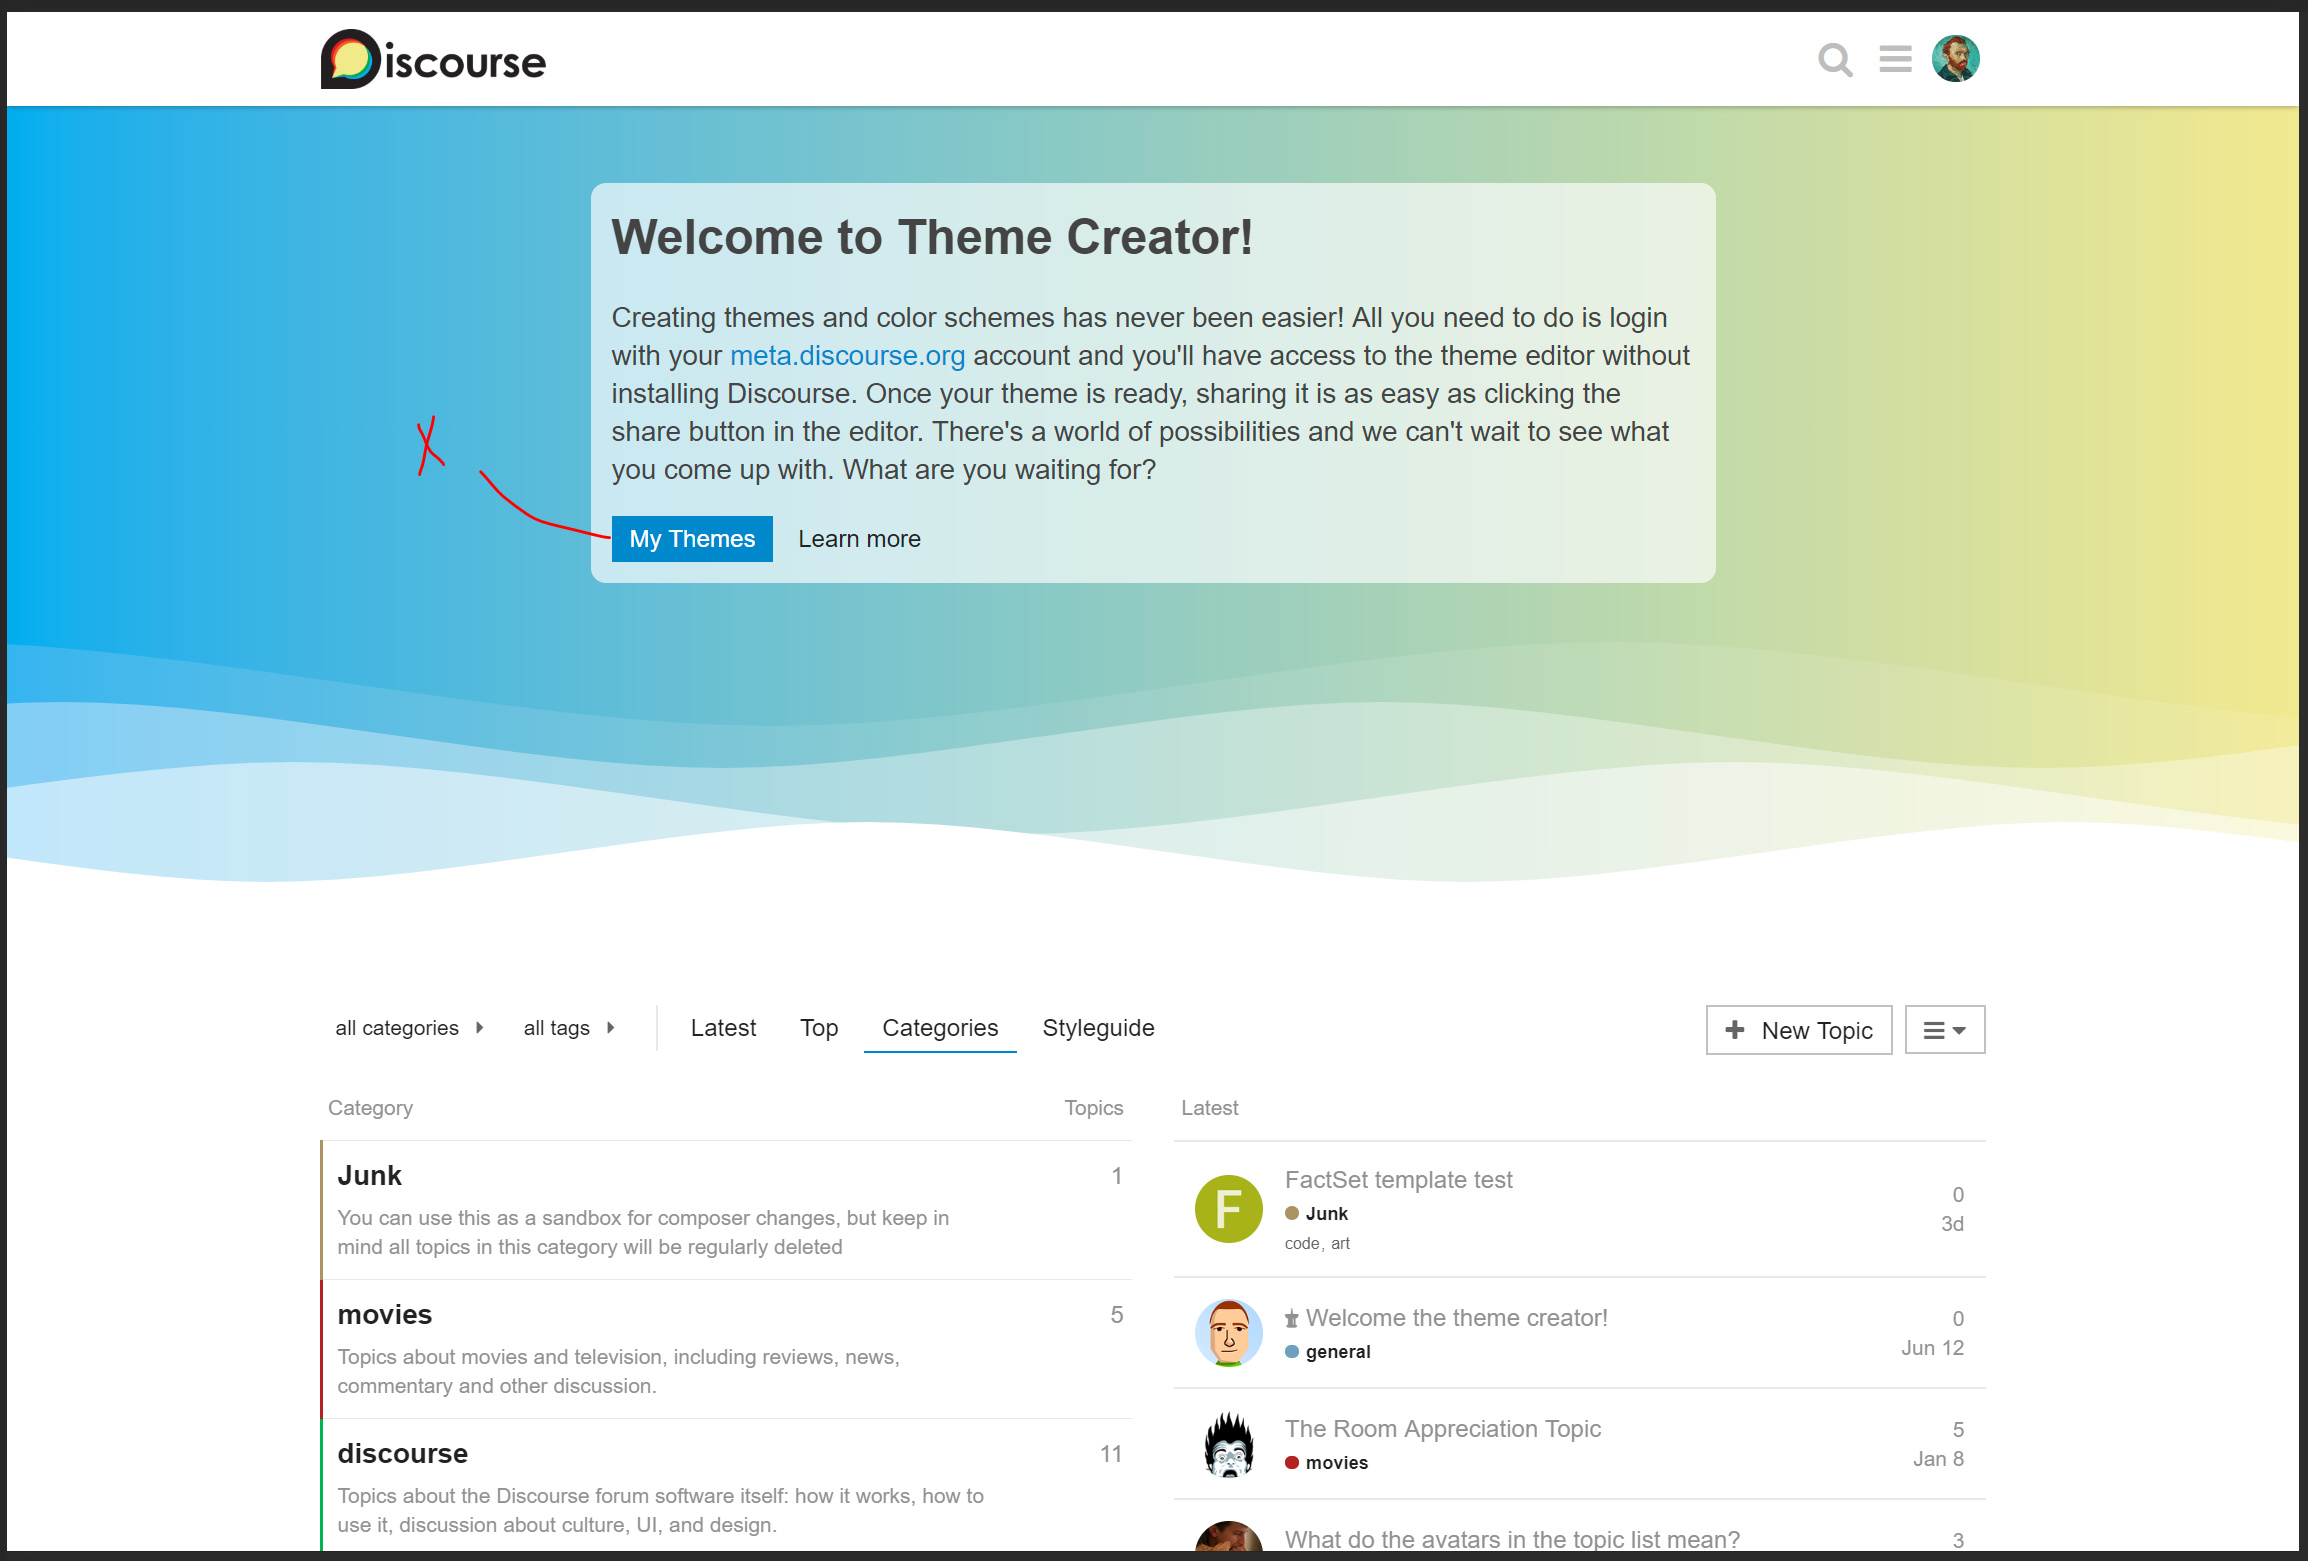 Discourse
Welcome to Theme Creator!
Creating themes and color schemes has never been easier! All you need to do is login
with your meta.discourse.org account and you'll have access to the theme editor without
installing Discourse. Once your theme is ready, sharing it is as easy as clicking the
share button in the editor. There's a world of possibilities and we can't wait to see what
you come up with. What are you waiting for?
X
My Themes Learn more
all categories all tags Latest Top Categories Styleguide + New Topic
Category Topics
Junk 1
You can use this as a sandbox for composer changes, but keep in
mind all topics in this category will be regularly deleted
movies 5
Topics about movies and television, including reviews, news,
commentary and other discussion.
discourse 11
Topics about the Discourse forum software itself: how it works, how to
use it, discussion about culture, UI, and design.
Latest
F
FactSet template test 0
Junk 3d
code, art
Welcome the theme creator! 0
general Jun 12
The Room Appreciation Topic 5
movies Jan 8
What do the avatars in the topic list mean? 3